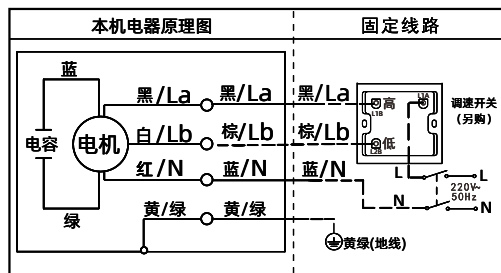 本机电器原理图
固定线路
蓝
黑/La
黑/La
黑/La
L1A
高
L1B
调速开关
(另购)
电容
电机
白/Lb
棕/Lb
棕/Lb
低
L2B
红/N
蓝/N
蓝/N
L
L
220V~
50Hz
N
N
绿
黄/绿
黄/绿
黄绿(地线)